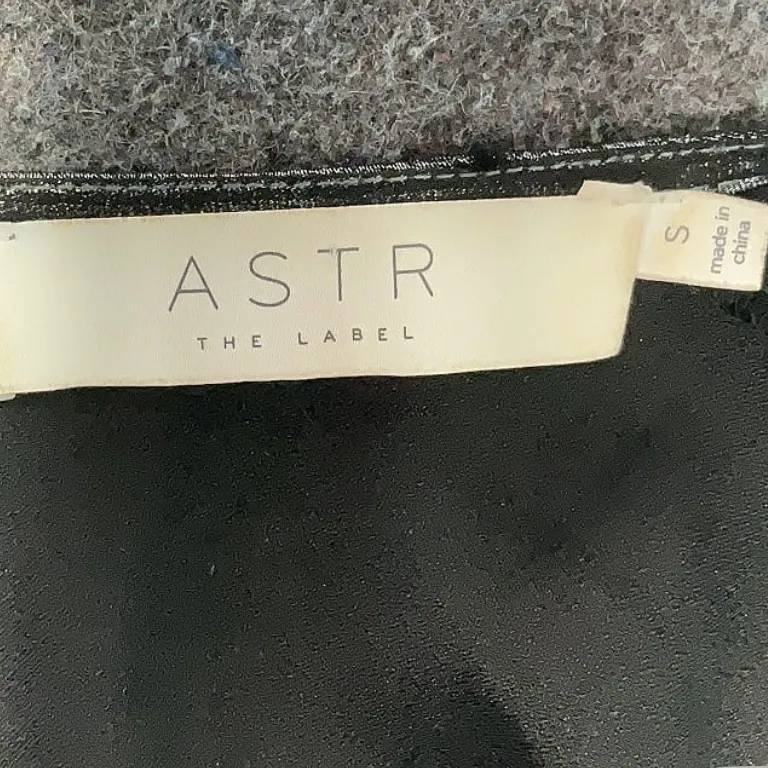 ASTR
THE LABEL
S
made in
china